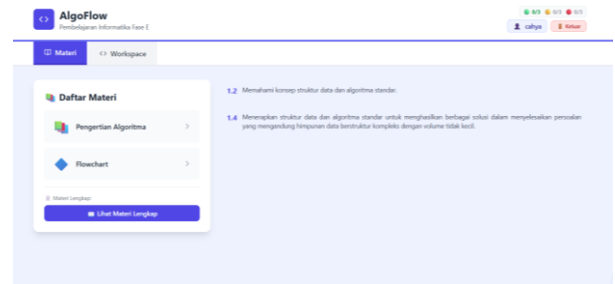 AlgoFlow
Pembelajaran Informatika Fase E
0/3 0/3 0/3
cahya
Keluar
Materi
Workspace
Daftar Materi
Pengertian Algoritma
Flowchart
Materi Lengkap:
Lihat Materi Lengkap
1.2 Memahami konsep struktur data dan algoritma standar.
1.4 Menerapkan struktur data dan algoritma standar untuk menghasilkan berbagai solusi dalam menyelesaikan persoalan
yang mengandung himpunan data berstruktur kompleks dengan volume tidak kecil.